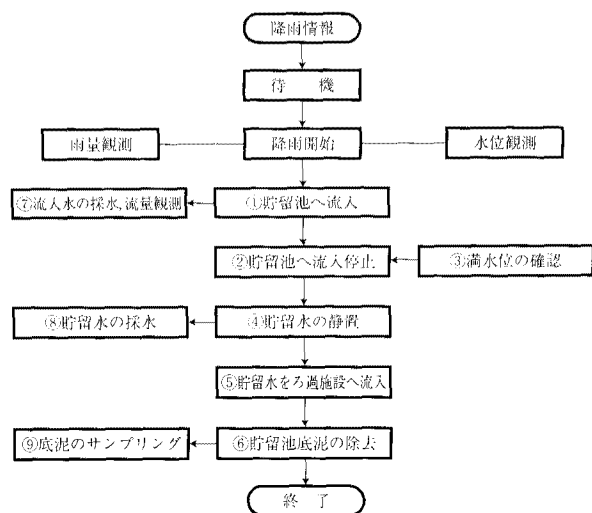 降雨情報
待 機
雨量観測
降雨開始
水位観測
⑦流入水の採水,流量観測
①貯留池へ流入
②貯留池へ流入停止
③満水位の確認
⑧貯留水の採水
④貯留水の静置
⑤貯留水をろ過施設へ流入
⑨底泥のサンプリング
⑥貯留池底泥の除去
終 了